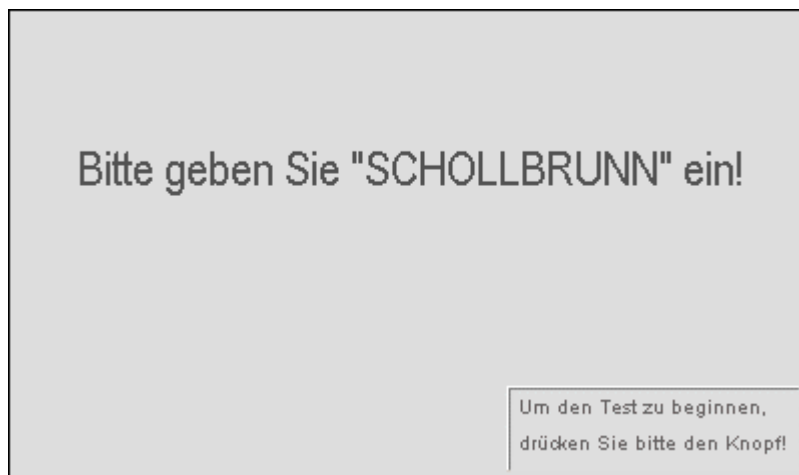 Bitte geben Sie "SCHOLLBRUNN" ein!
Um den Test zu beginnen,
drücken Sie bitte den Knopf!